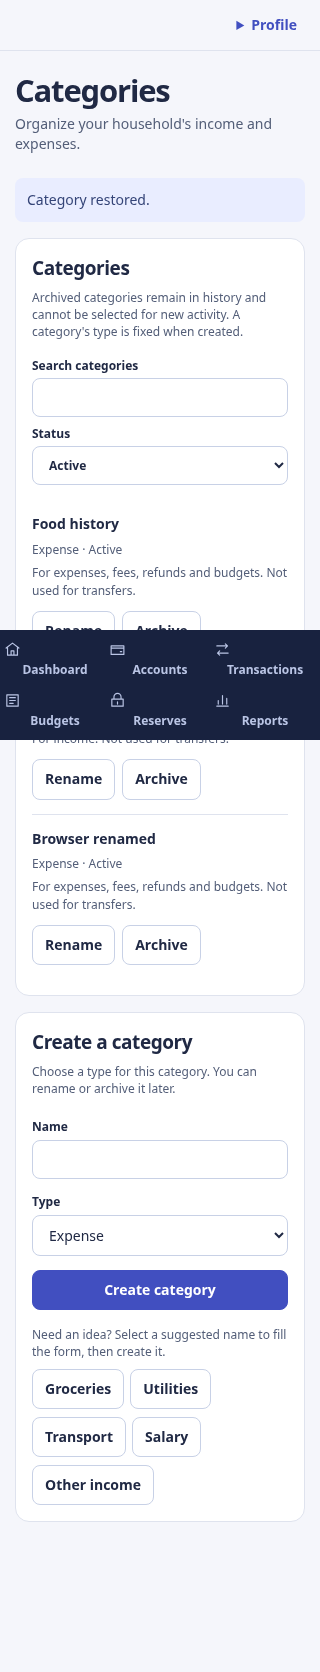 Profile
Categories
Organize your household's income and
expenses.
Category restored.
Categories
Archived categories remain in history and
cannot be selected for new activity. A
category's type is fixed when created.
Search categories
Status
Active
Food history
Expense · Active
For expenses, fees, refunds and budgets. Not
used for transfers.
Rename Archive
Dashboard Accounts Transactions
Budgets Reserves Reports
For income. Not used for transfers.
Rename Archive
Browser renamed
Expense · Active
For expenses, fees, refunds and budgets. Not
used for transfers.
Rename Archive
Create a category
Choose a type for this category. You can
rename or archive it later.
Name
Type
Expense
Create category
Need an idea? Select a suggested name to fill
the form, then create it.
Groceries Utilities
Transport Salary
Other income